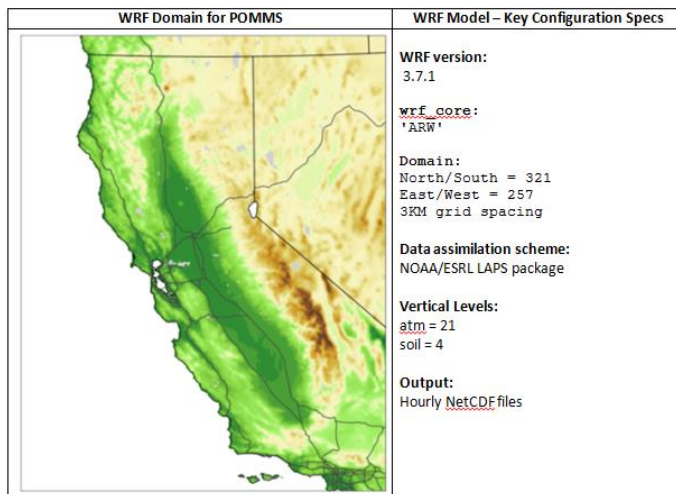 WRF Domain for POMMS
WRF Model – Key Configuration Specs
WRF version:
3.7.1
wrf_core:
'ARW'
Domain:
North/South = 321
East/West = 257
3KM grid spacing
Data assimilation scheme:
NOAA/ESRL LAPS package
Vertical Levels:
atm = 21
soil = 4
Output:
Hourly NetCDF files